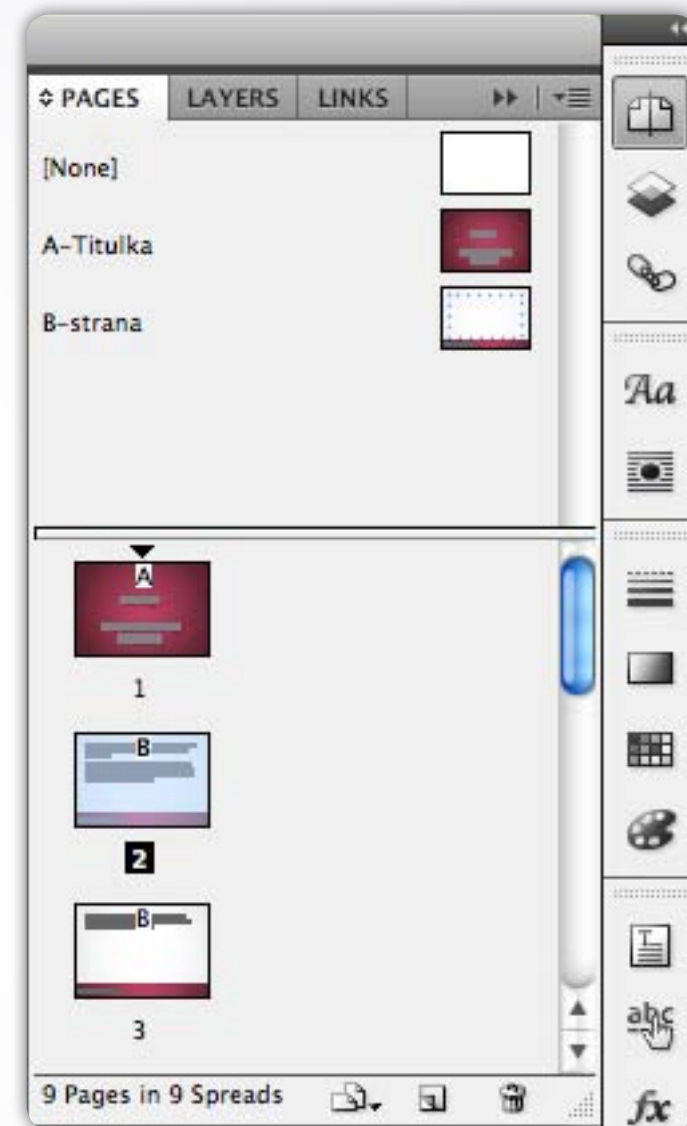 PAGES LAYERS LINKS
[None]
A-Titulka
B-strana
A
1
B
2
B
3
9 Pages in 9 Spreads
Aa
T
abc
fx